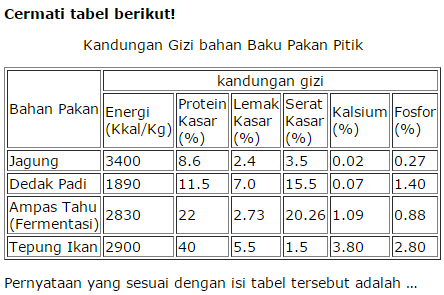 Cermati tabel berikut!
Kandungan Gizi bahan Baku Pakan Pitik
Bahan Pakan
kandungan gizi
Energi (Kkal/Kg)
Protein Kasar (%)
Lemak Kasar (%)
Serat Kasar (%)
Kalsium (%)
Fosfor (%)
Jagung 3400 8.6 2.4 3.5 0.02 0.27
Dedak Padi 1890 11.5 7.0 15.5 0.07 1.40
Ampas Tahu (Fermentasi) 2830 22 2.73 20.26 1.09 0.88
Tepung Ikan 2900 40 5.5 1.5 3.80 2.80
Pernyataan yang sesuai dengan isi tabel tersebut adalah ...